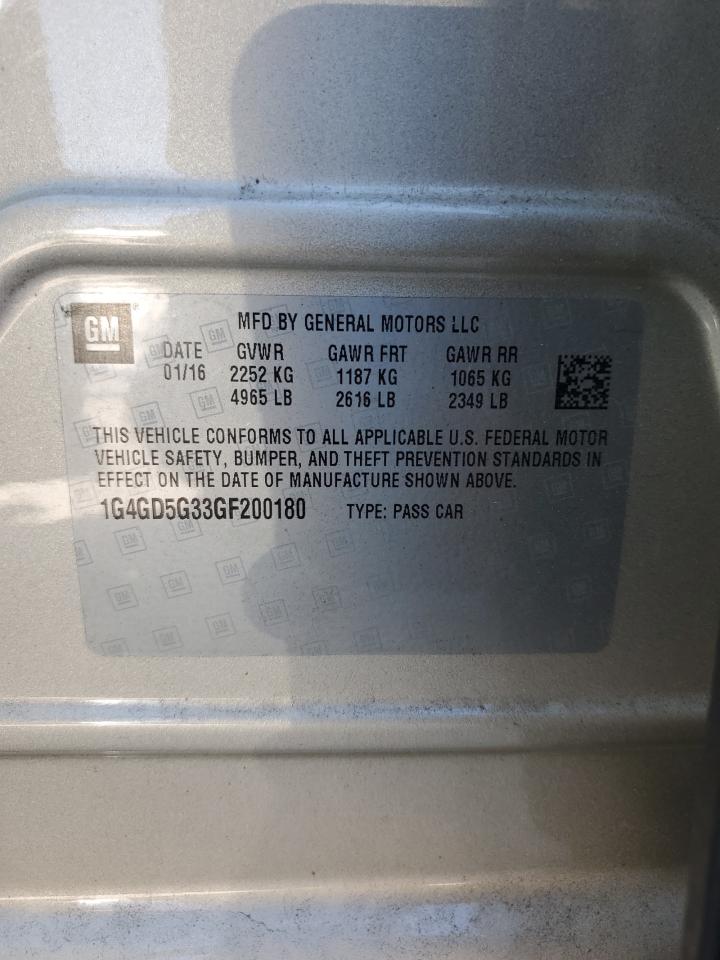 GM
MFD BY GENERAL MOTORS LLC
DATE GVWR GAWR FRT GAWR RR
01/16 2252 KG 1187 KG 1065 KG
4965 LB 2616 LB 2349 LB
THIS VEHICLE CONFORMS TO ALL APPLICABLE U.S. FEDERAL MOTOR
VEHICLE SAFETY, BUMPER, AND THEFT PREVENTION STANDARDS IN
EFFECT ON THE DATE OF MANUFACTURE SHOWN ABOVE.
1G4GD5G33GF200180 TYPE: PASS CAR